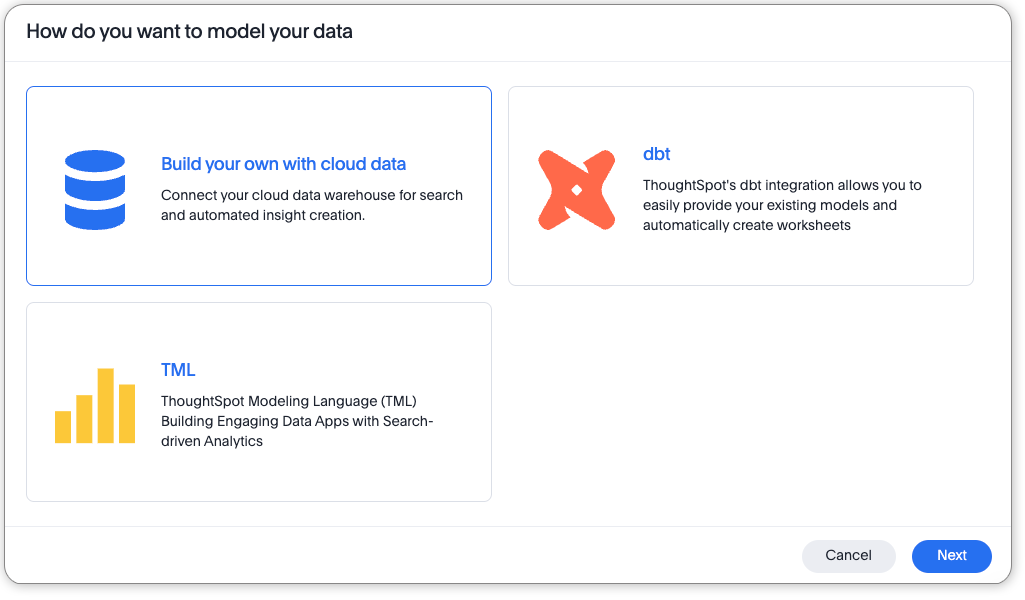 How do you want to model your data
Build your own with cloud data
Connect your cloud data warehouse for search
and automated insight creation.
dbt
ThoughtSpot's dbt integration allows you to
easily provide your existing models and
automatically create worksheets
TML
ThoughtSpot Modeling Language (TML)
Building Engaging Data Apps with Search-
driven Analytics
Cancel
Next